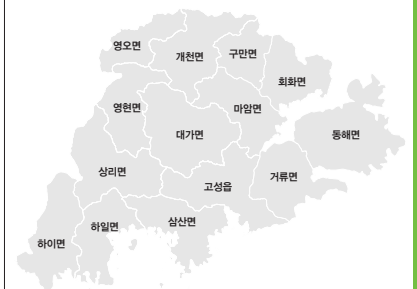 영오면
개천면
구만면
회화면
영현면
마암면
대가면
동해면
상리면
거류면
고성읍
삼산면
하일면
하이면